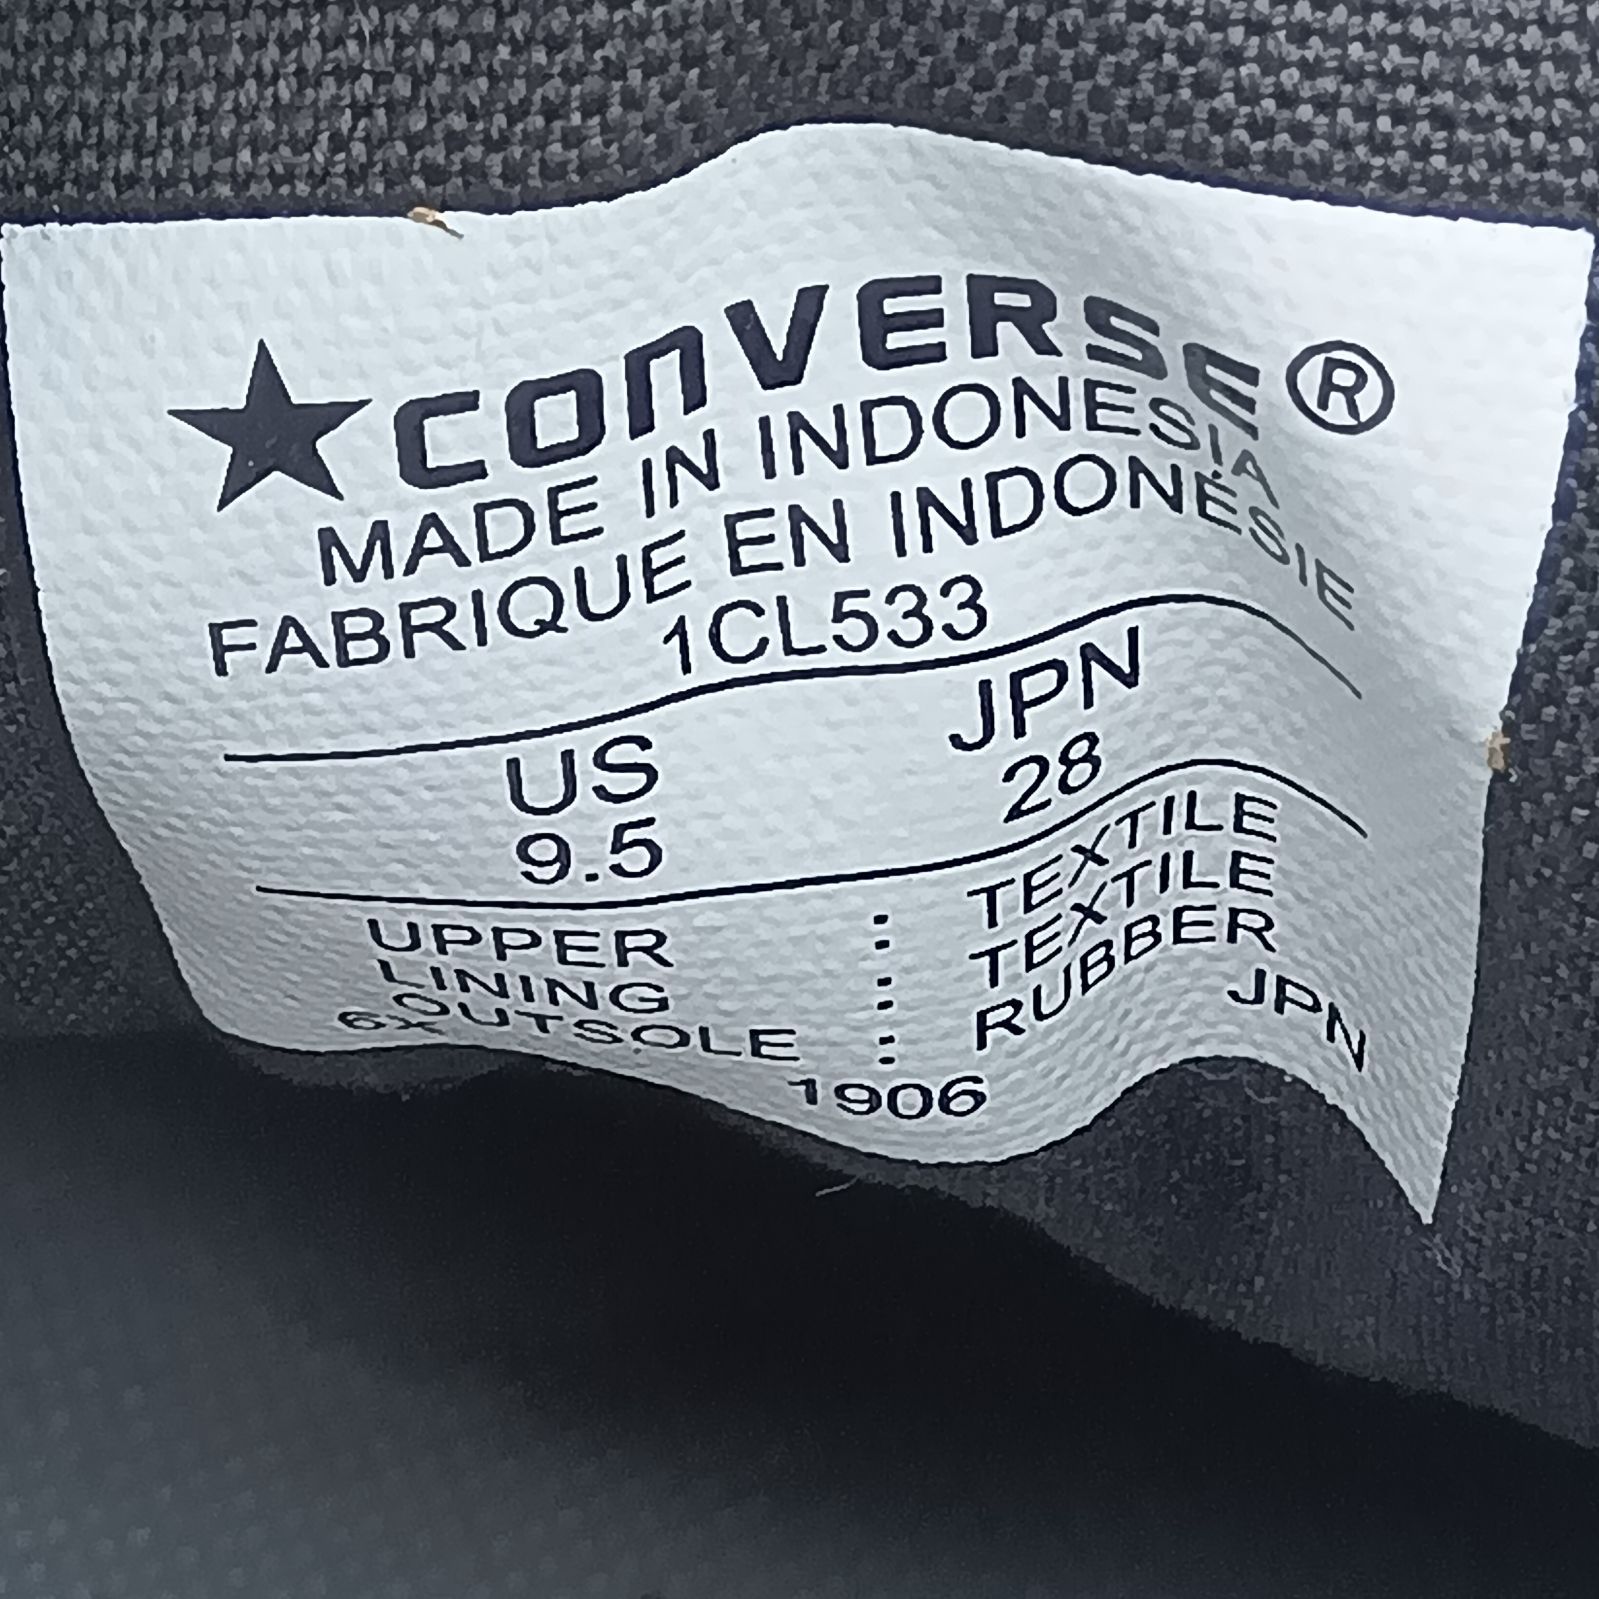 ★CONVERSE®
MADE IN INDONESIA
FABRIQUE EN INDONÉSIE
1CL533
US JPN
9.5 28
UPPER : TEXTILE
LINING : TEXTILE
OUTSOLE : RUBBER
6X 1906 JPN